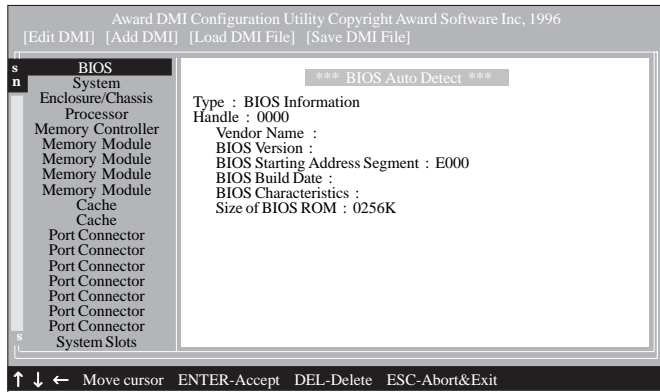 Award DMI Configuration Utility Copyright Award Software Inc, 1996
[Edit DMI] [Add DMI] [Load DMI File] [Save DMI File]
s
n
BIOS
System
Enclosure/Chassis
Processor
Memory Controller
Memory Module
Memory Module
Memory Module
Memory Module
Cache
Cache
Port Connector
Port Connector
Port Connector
Port Connector
Port Connector
Port Connector
Port Connector
System Slots
s
*** BIOS Auto Detect ***
Type : BIOS Information
Handle : 0000
Vendor Name :
BIOS Version :
BIOS Starting Address Segment : E000
BIOS Build Date :
BIOS Characteristics :
Size of BIOS ROM : 0256K
↑ ↓ ← Move cursor ENTER-Accept DEL-Delete ESC-Abort&Exit